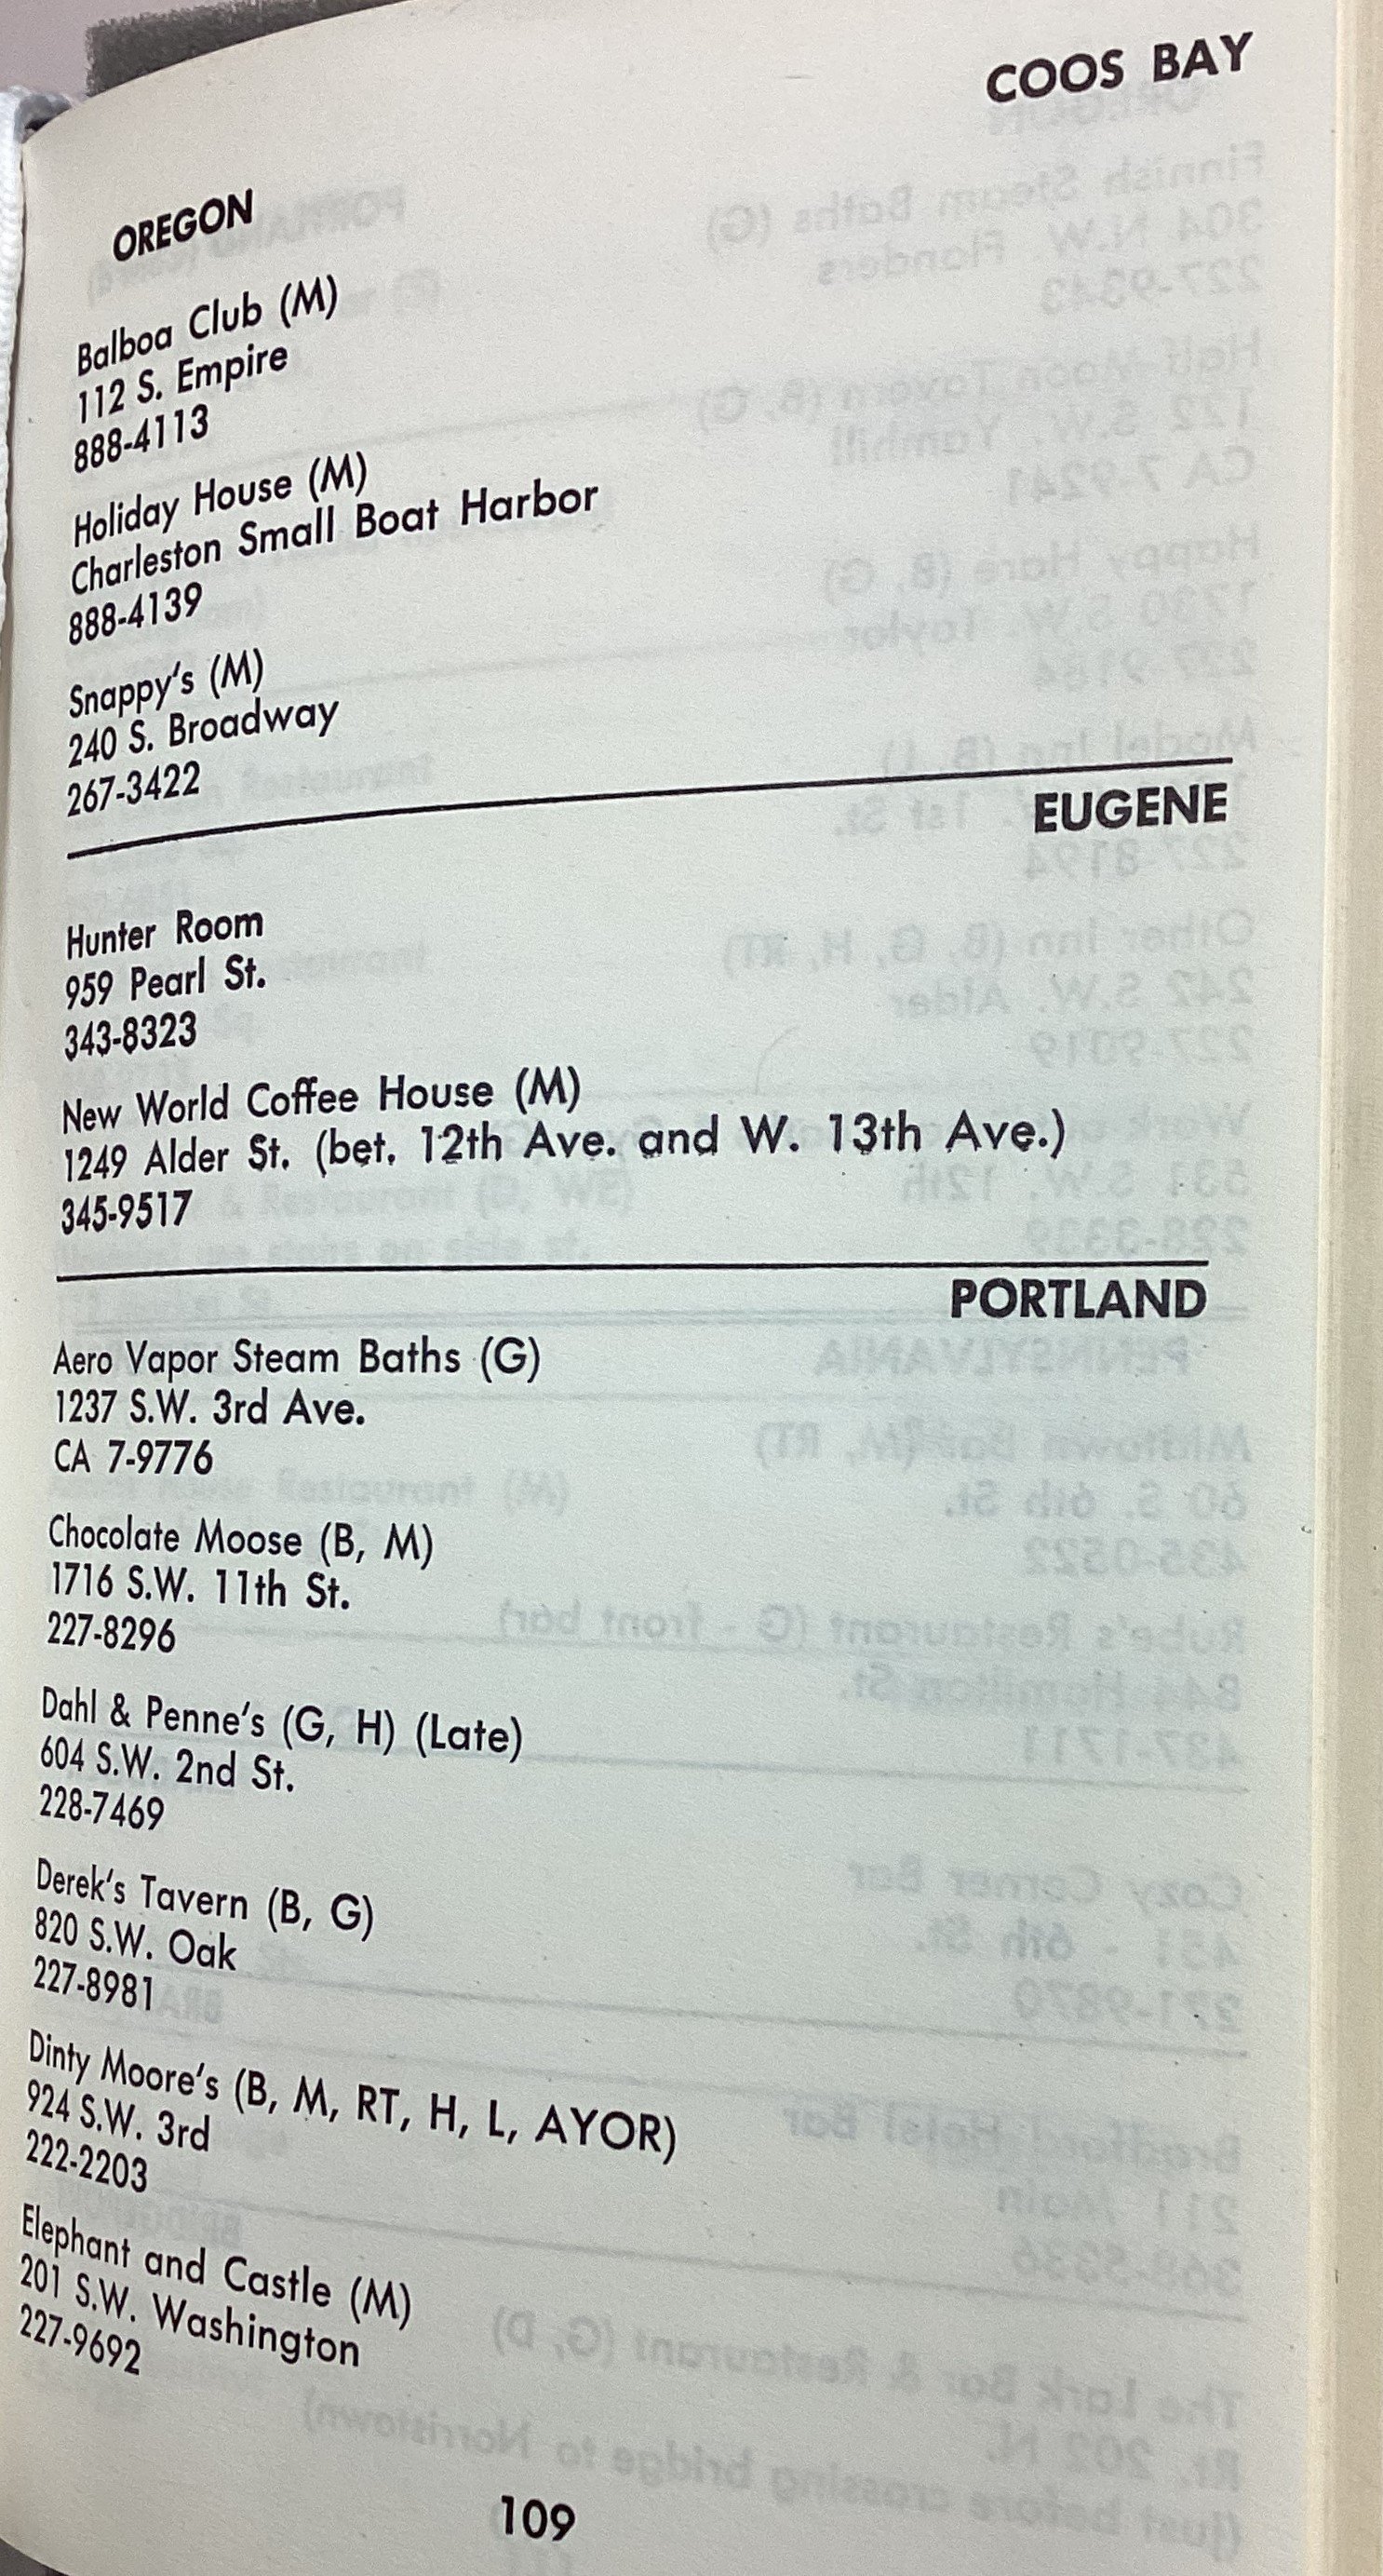 COOS BAY
OREGON
Balboa Club (M)
112 S. Empire
888-4113
Holiday House (M)
Charleston Small Boat Harbor
888-4139
Snappy's (M)
240 S. Broadway
267-3422
EUGENE
Hunter Room
959 Pearl St.
343-8323
New World Coffee House (M)
1249 Alder St. (bet. 12th Ave. and W. 13th Ave.)
345-9517
PORTLAND
Aero Vapor Steam Baths (G)
1237 S.W. 3rd Ave.
CA 7-9776
Chocolate Moose (B, M)
1716 S.W. 11th St.
227-8296
Dahl & Penne's (G, H) (Late)
604 S.W. 2nd St.
228-7469
Derek's Tavern (B, G)
820 S.W. Oak
227-8981
Dinty Moore's (B, M, RT, H, L, AYOR)
924 S.W. 3rd
222-2203
Elephant and Castle (M)
201 S.W. Washington
227-9692
109